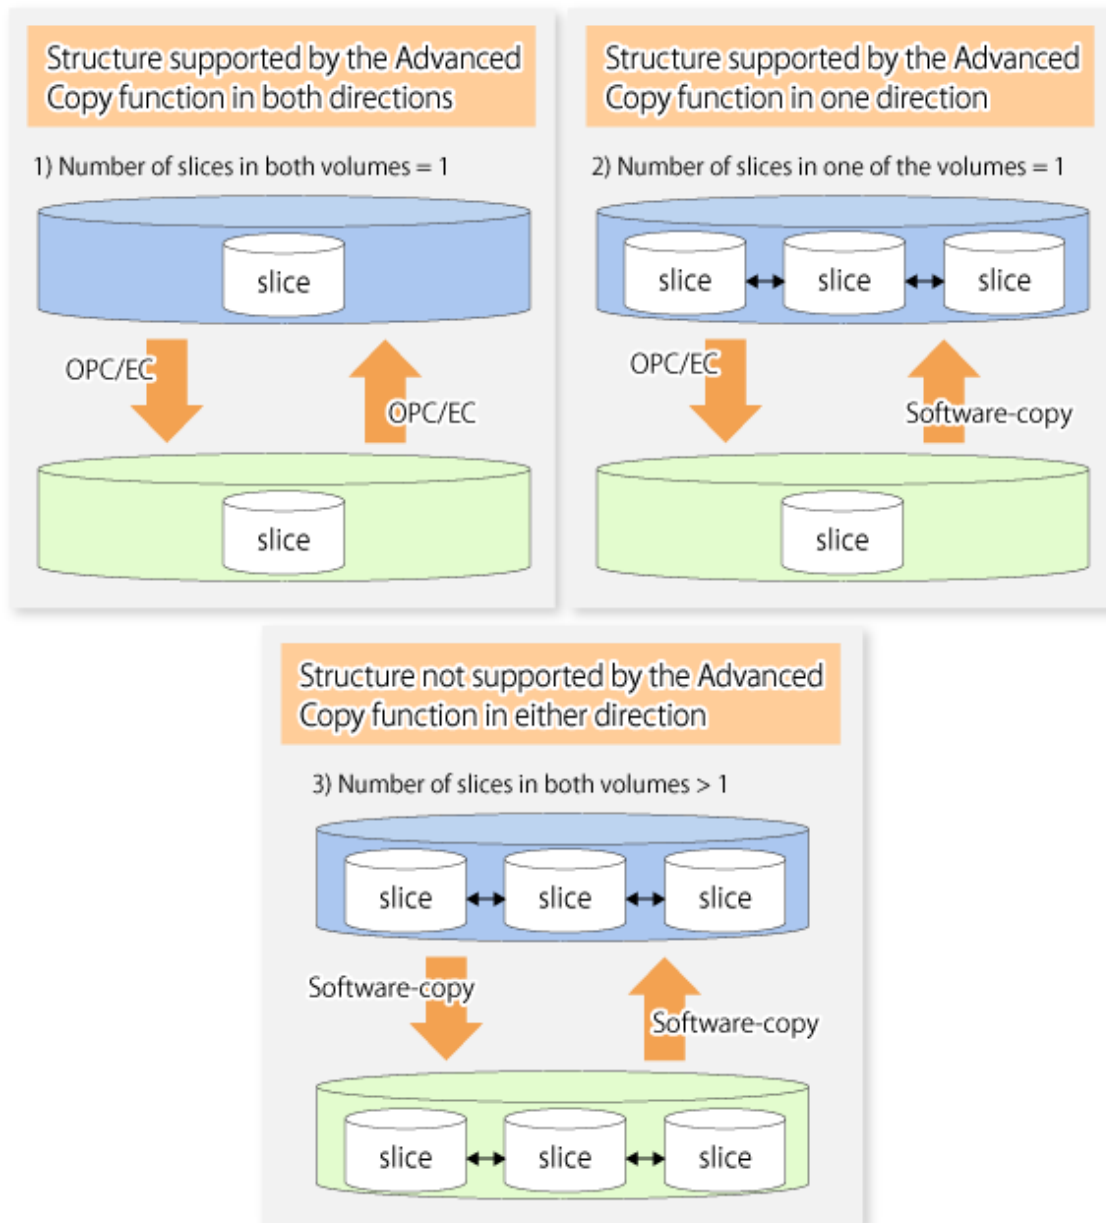 Structure supported by the Advanced
Copy function in both directions
1) Number of slices in both volumes = 1
slice
OPC/EC
OPC/EC
slice
Structure supported by the Advanced
Copy function in one direction
2) Number of slices in one of the volumes = 1
slice slice slice
OPC/EC
Software-copy
slice
Structure not supported by the Advanced
Copy function in either direction
3) Number of slices in both volumes > 1
slice slice slice
Software-copy
Software-copy
slice slice slice